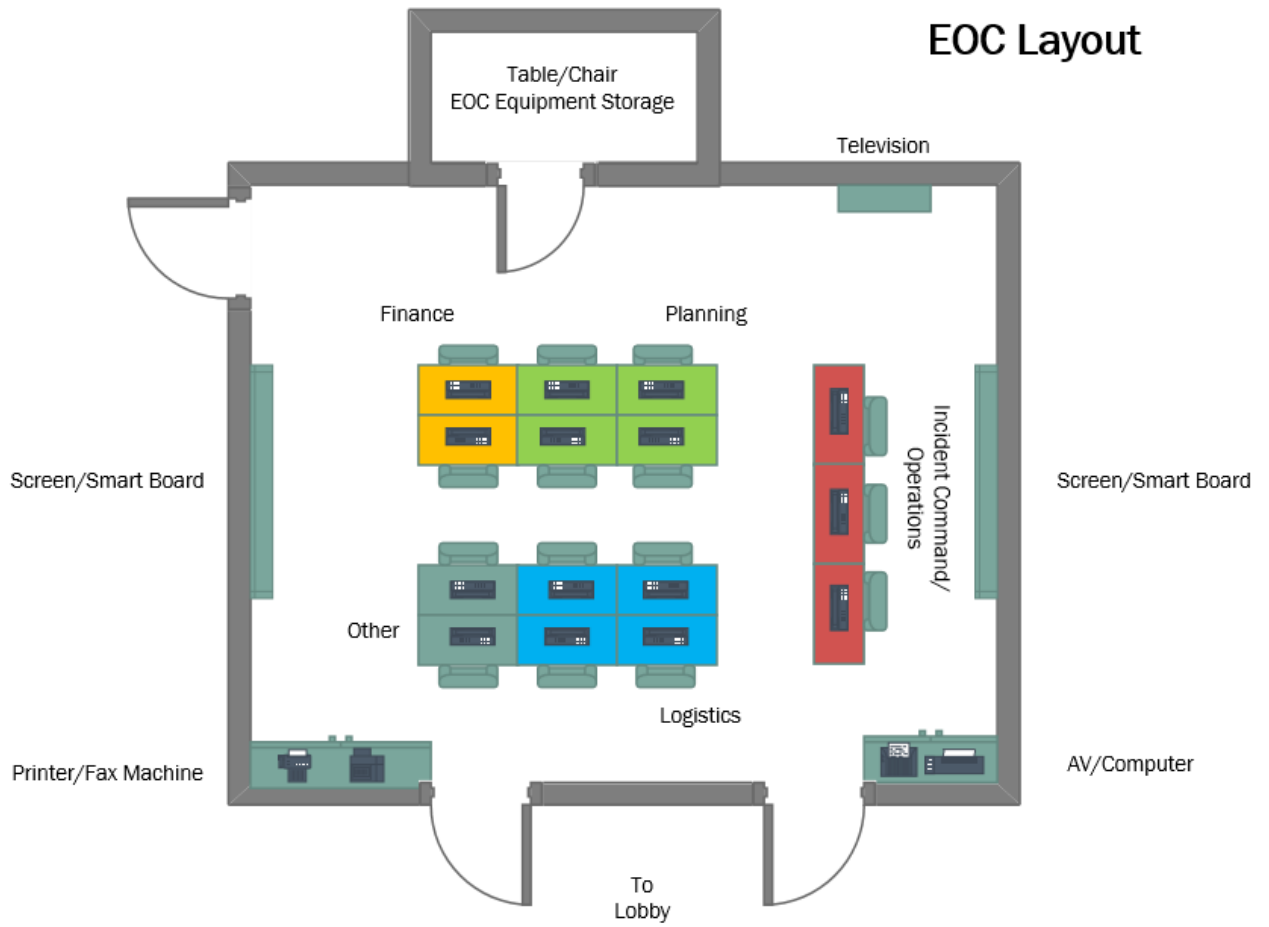 EOC Layout
Table/Chair
EOC Equipment Storage
Television
Finance
Planning
Incident Command/
Operations
Screen/Smart Board
Screen/Smart Board
Other
Logistics
Printer/Fax Machine
AV/Computer
To
Lobby